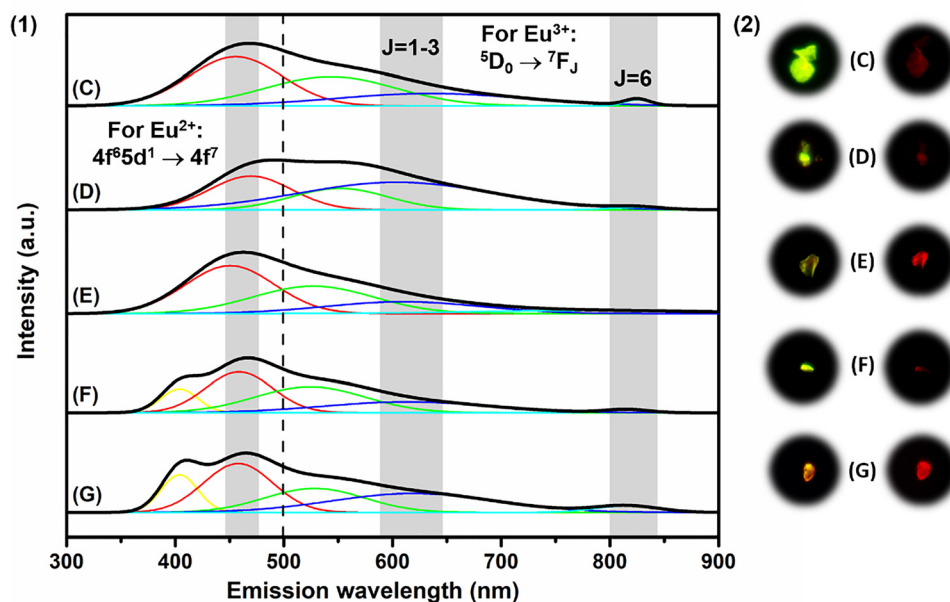 (1)
(2)
For Eu³⁺:
⁵D₀ → ⁷F_J
J=1-3
J=6
For Eu²⁺:
4f⁶5d¹ → 4f⁷
(C)
(D)
(E)
(F)
(G)
(C)
(D)
(E)
(F)
(G)
Intensity (a.u.)
300 400 500 600 700 800 900
Emission wavelength (nm)